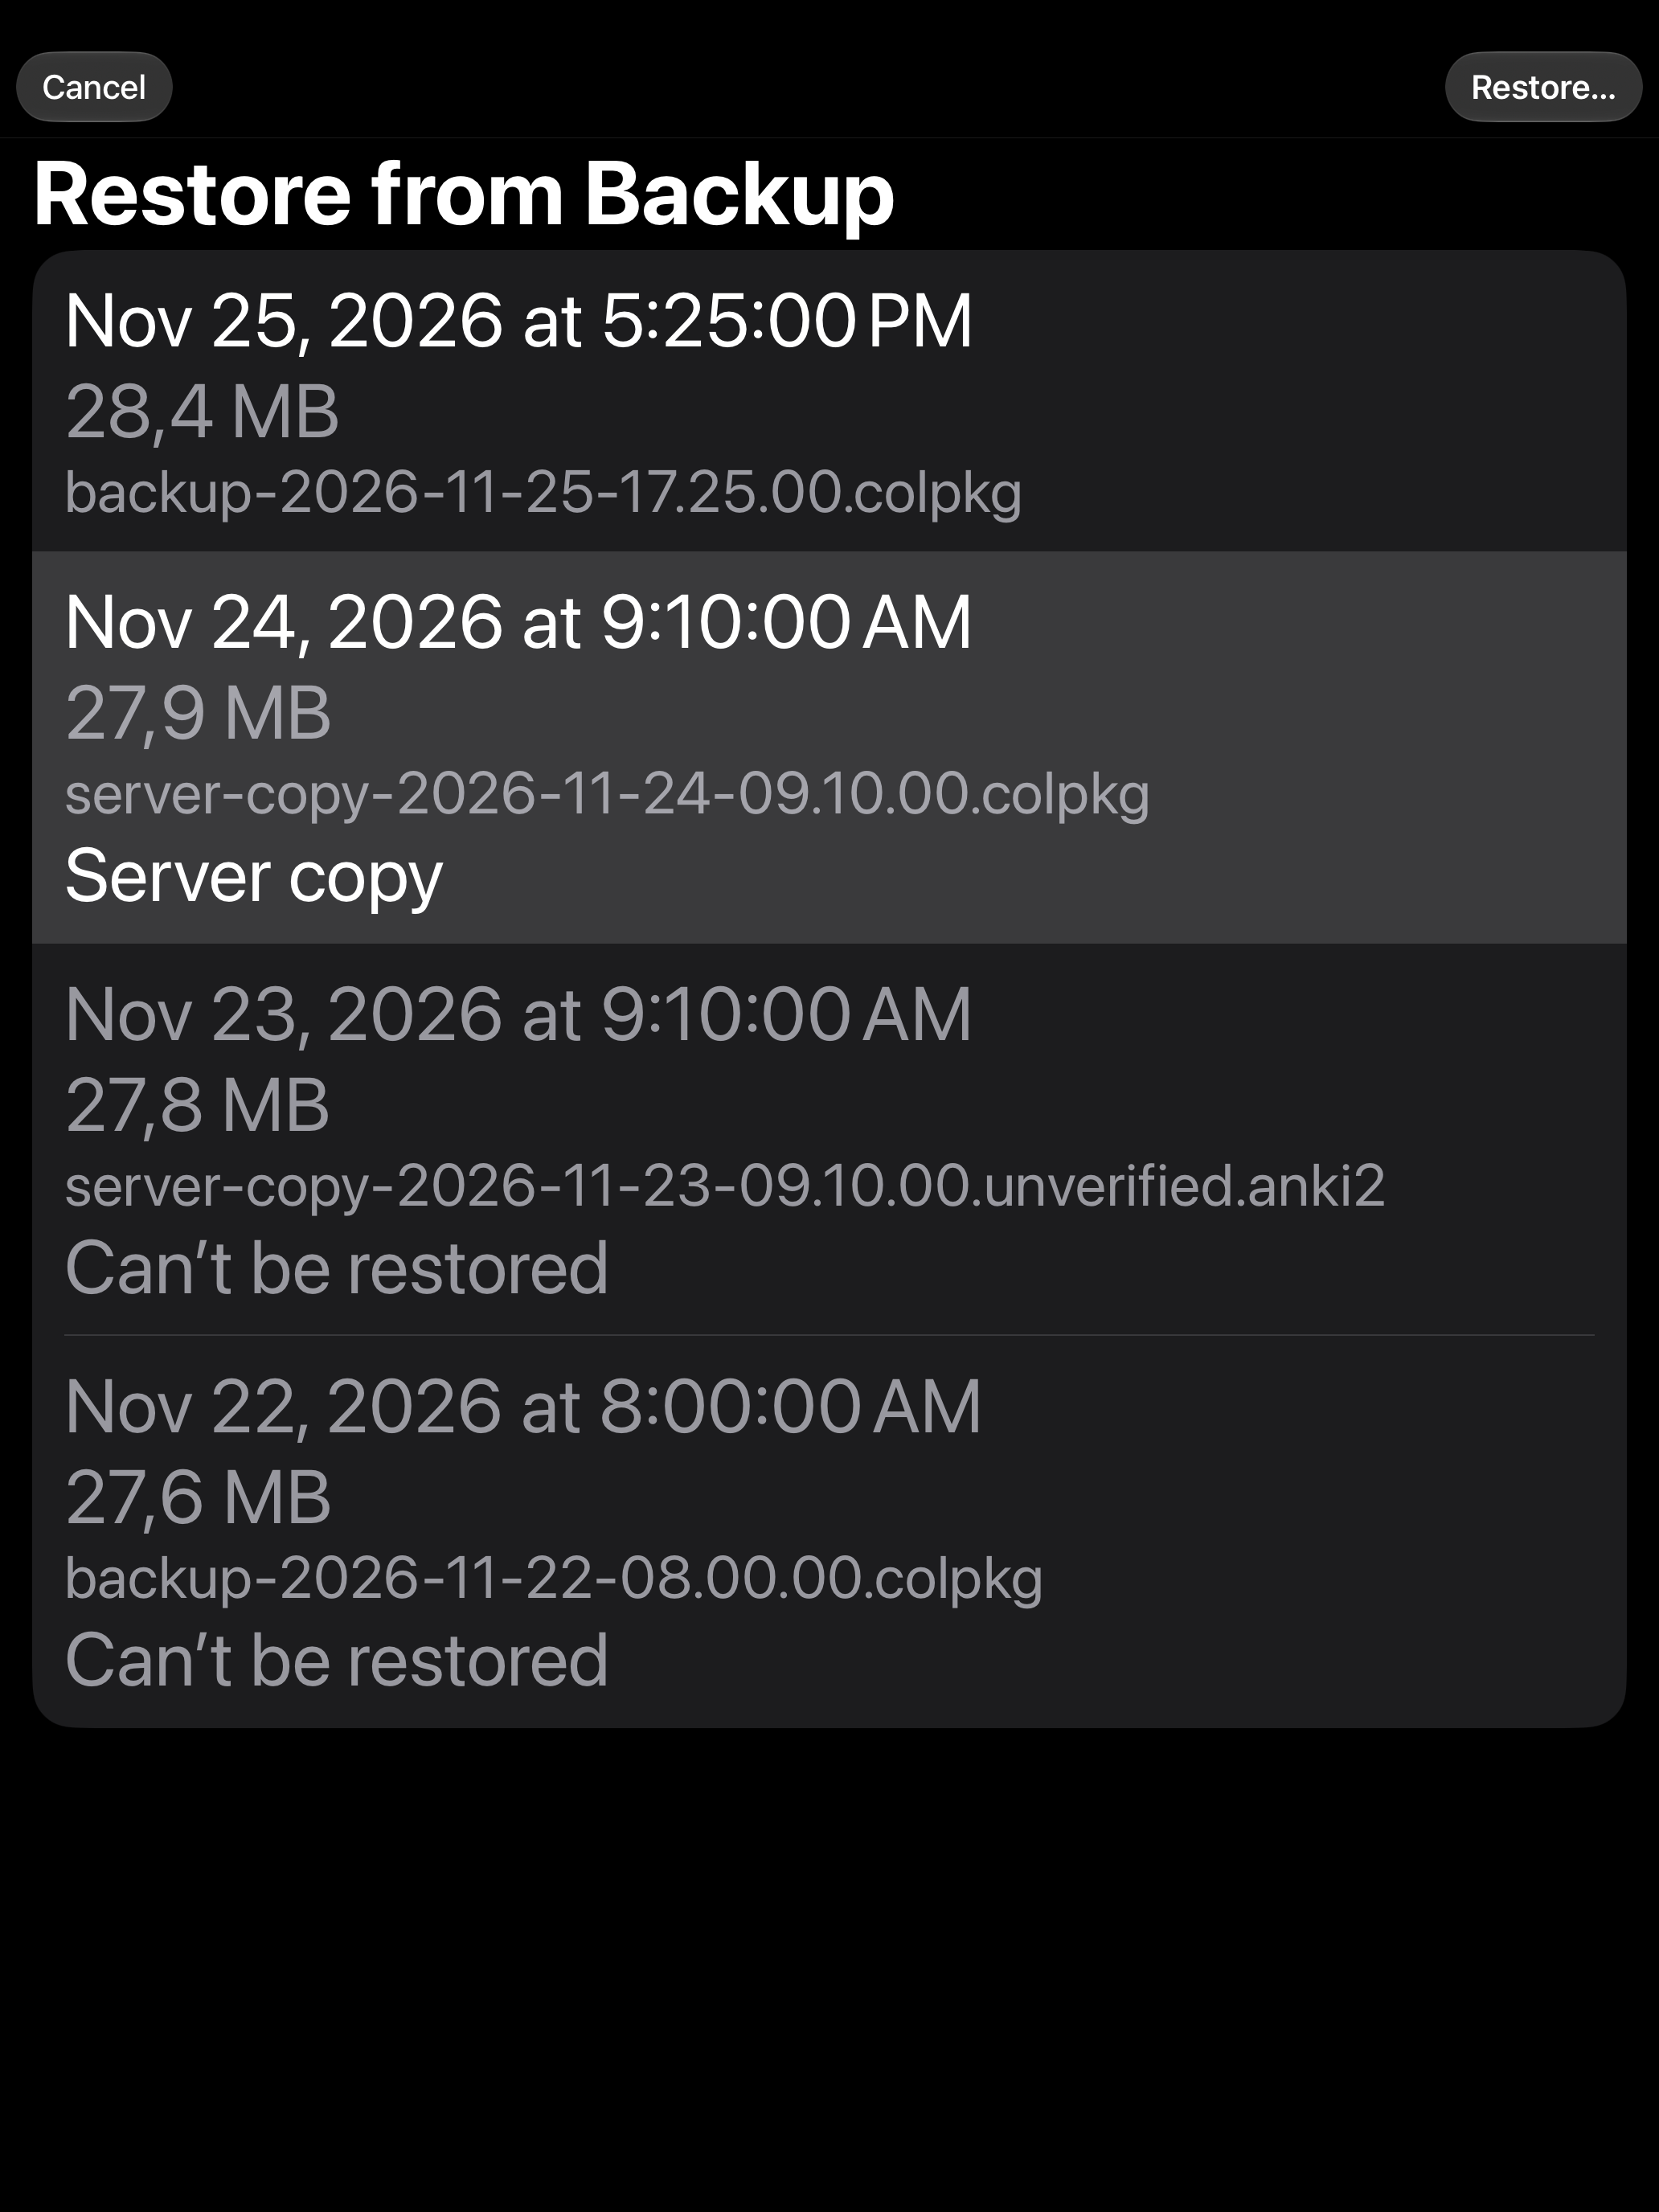 Cancel
Restore...
Restore from Backup
Nov 25, 2026 at 5:25:00 PM
28,4 MB
backup-2026-11-25-17.25.00.colpkg
Nov 24, 2026 at 9:10:00 AM
27,9 MB
server-copy-2026-11-24-09.10.00.colpkg
Server copy
Nov 23, 2026 at 9:10:00 AM
27,8 MB
server-copy-2026-11-23-09.10.00.unverified.anki2
Can’t be restored
Nov 22, 2026 at 8:00:00 AM
27,6 MB
backup-2026-11-22-08.00.00.colpkg
Can’t be restored